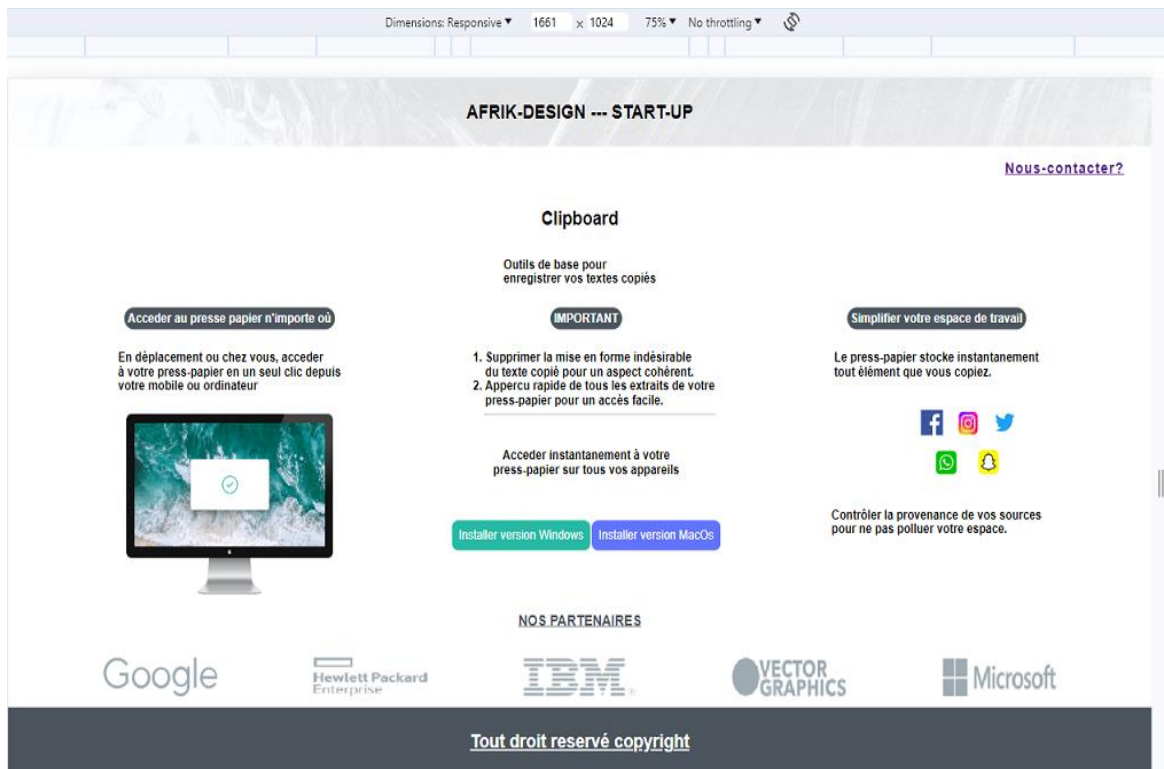 Dimensions: Responsive ▼ 1661 x 1024 75% ▼ No throttling ▼
AFRIK-DESIGN --- START-UP
Nous-contacter?
Clipboard
Outils de base pour
enregistrer vos textes copiés
Acceder au presse papier n'importe où
En déplacement ou chez vous, acceder
à votre press-papier en un seul clic depuis
votre mobile ou ordinateur
IMPORTANT
1. Supprimer la mise en forme indésirable
du texte copié pour un aspect cohérent.
2. Appercu rapide de tous les extraits de votre
press-papier pour un accès facile.
Acceder instantanement à votre
press-papier sur tous vos appareils
Installer version Windows
Installer version MacOs
Simplifier votre espace de travail
Le press-papier stocke instantanement
tout élément que vous copiez.
Contrôler la provenance de vos sources
pour ne pas polluer votre espace.
NOS PARTENAIRES
Google
Hewlett Packard
Enterprise
IBM
VECTOR
GRAPHICS
Microsoft
Tout droit reservé copyright